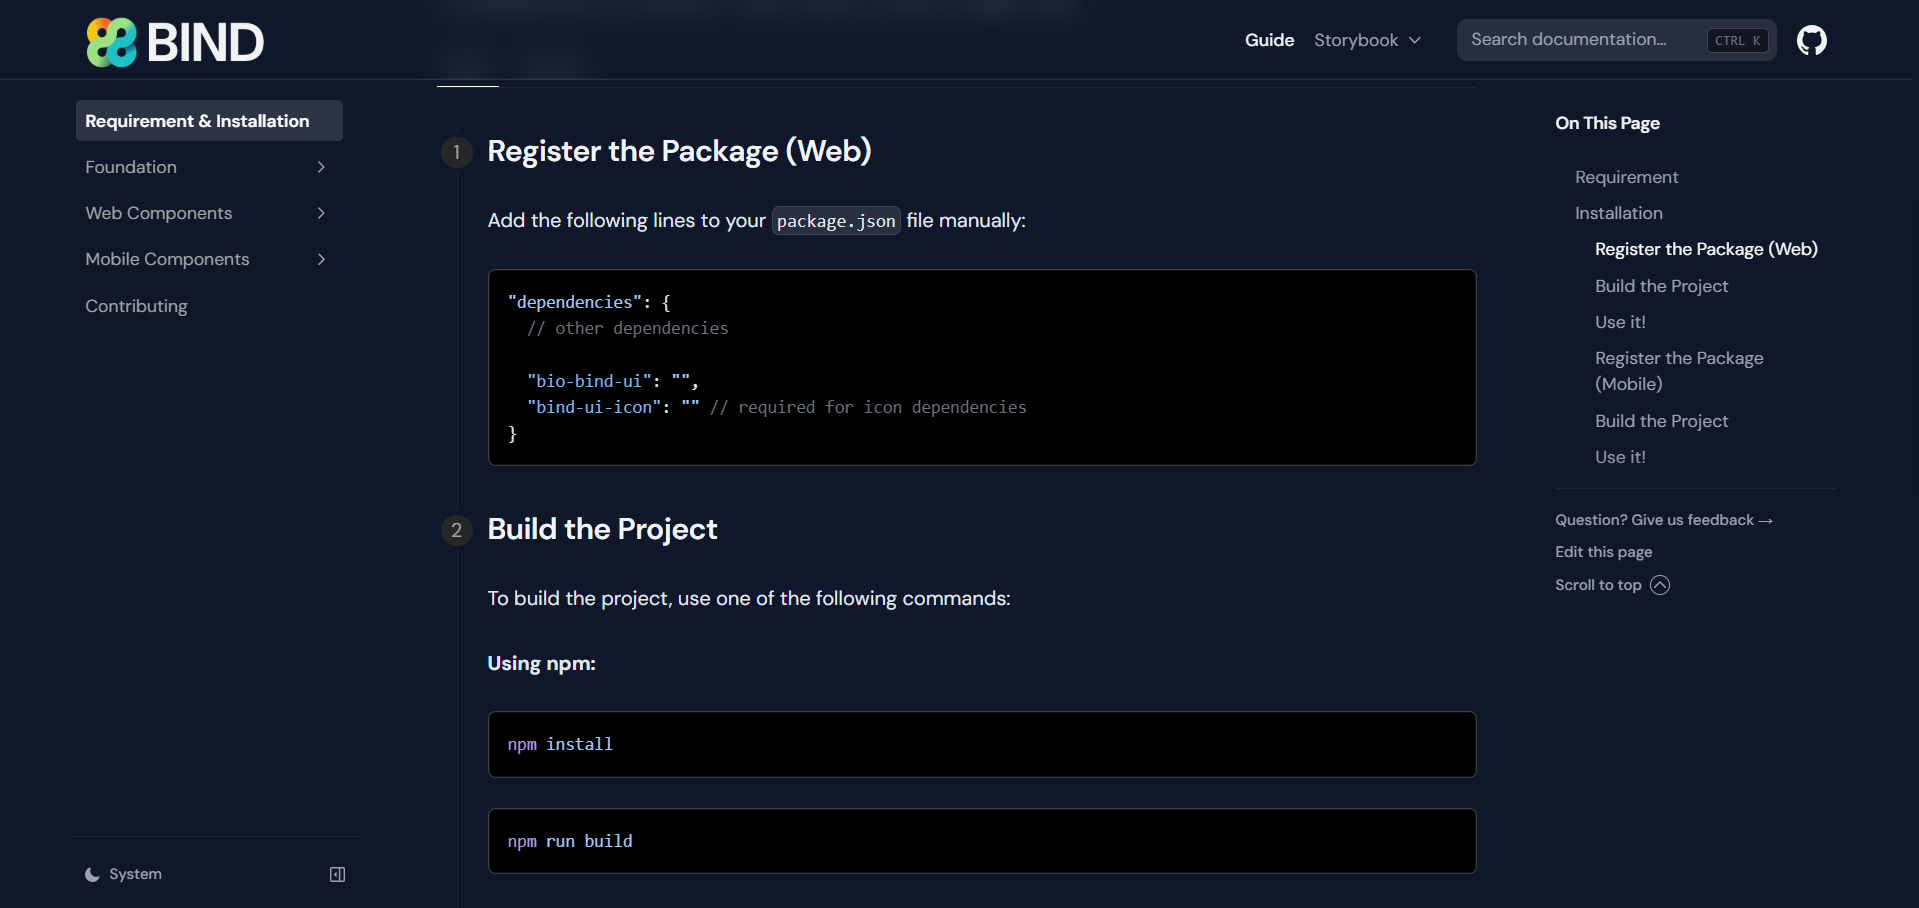 BIND
Guide
Storybook
Search documentation...
CTRL K
Requirement & Installation
Foundation
Web Components
Mobile Components
Contributing
System
1
Register the Package (Web)
Add the following lines to your package.json file manually:
"dependencies": {
// other dependencies
"bio-bind-ui": "",
"bind-ui-icon": "" // required for icon dependencies
}
2
Build the Project
To build the project, use one of the following commands:
Using npm:
npm install
npm run build
On This Page
Requirement
Installation
Register the Package (Web)
Build the Project
Use it!
Register the Package
(Mobile)
Build the Project
Use it!
Question? Give us feedback →
Edit this page
Scroll to top